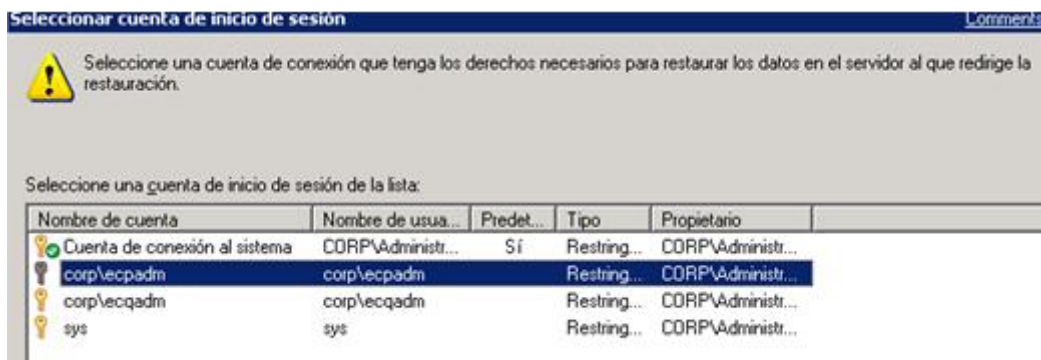 Seleccionar cuenta de inicio de sesión Comments
Seleccione una cuenta de conexión que tenga los derechos necesarios para restaurar los datos en el servidor al que redirige la
restauración.
Seleccione una cuenta de inicio de sesión de la lista:
Nombre de cuenta Nombre de usua... Predet... Tipo Propietario
Cuenta de conexión al sistema CORP\Administr... Sí Restring... CORP\Administr...
corp\ecpadm corp\ecpadm Restring... CORP\Administr...
corp\ecqadm corp\ecqadm Restring... CORP\Administr...
sys sys Restring... CORP\Administr...